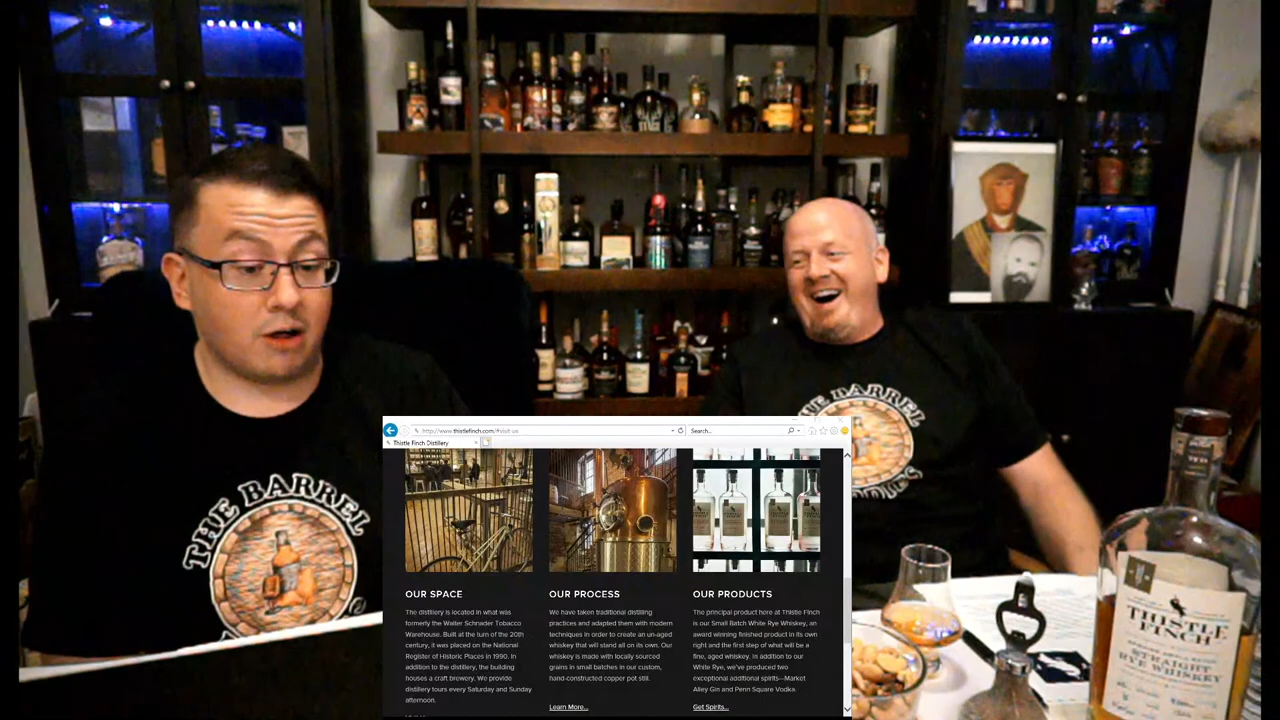 http://www.thistlefinch.com/#visit-us
Search...
Thistle Finch Distillery
THE BARREL
THE BARREL
OUR SPACE
The distillery is located in what was
formerly the Walter Schrader Tobacco
Warehouse. Built at the turn of the 20th
century, it was placed on the National
Register of Historic Places in 1990. In
addition to the distillery, the building
houses a craft brewery. We provide
distillery tours every Saturday and Sunday
afternoon.
OUR PROCESS
We have taken traditional distilling
practices and adapted them with modern
techniques in order to create an un-aged
whiskey that will stand all on its own. Our
whiskey is made with locally sourced
grains in small batches in our custom,
hand-constructed copper pot still.
Learn More...
OUR PRODUCTS
The principal product here at Thistle Finch
is our Small Batch White Rye Whiskey, an
award winning finished product in its own
right and the first step of what will be a
fine, aged whiskey. In addition to our
White Rye, we've produced two
exceptional additional spirits—Market
Alley Gin and Penn Square Vodka.
Get Spirits...
THISTLE
FINCH
STRAIGHT
RYE WHISKEY